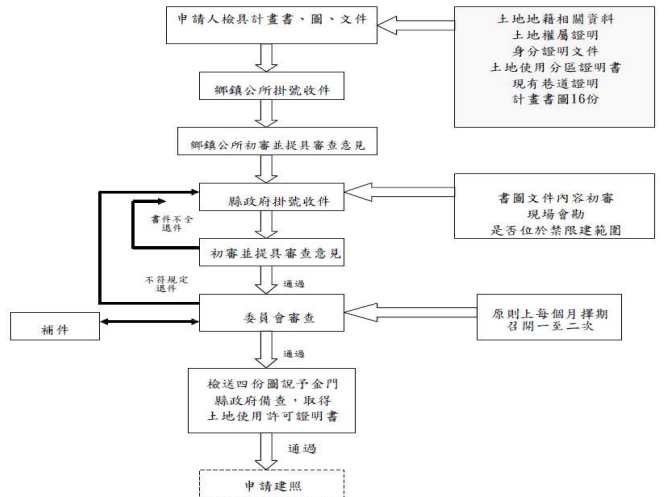 申請人檢具計畫書、圖、文件
土地地籍相關資料
土地權屬證明
身分證明文件
土地使用分區證明書
現有巷道證明
計畫書圖16份
鄉鎮公所掛號收件
鄉鎮公所初審並提具審查意見
縣政府掛號收件
書圖文件內容初審
現場會勘
是否位於禁限建範圍
書件不全
退件
初審並提具審查意見
不符規定
退件
通過
委員會審查
原則上每個月擇期
召開一至二次
補件
通過
檢送四份圖說予金門
縣政府備查，取得
土地使用許可證明書
通過
申請建照